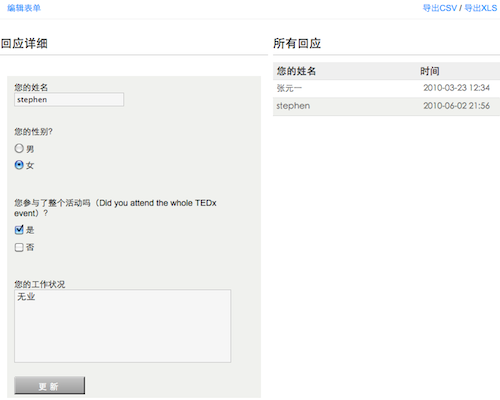 编辑表单
导出CSV / 导出XLS
回应详细
您的姓名
stephen
您的性别?
男
女
您参与了整个活动吗（Did you attend the whole TEDx
event）?
是
否
您的工作状况
无业
更 新
所有回应
您的姓名 时间
张元一 2010-03-23 12:34
stephen 2010-06-02 21:56